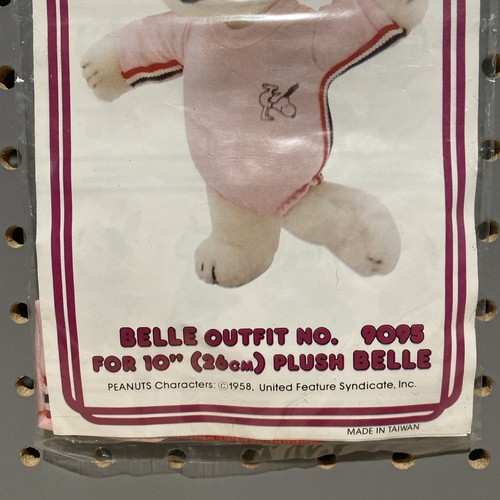 BELLE OUTFIT NO. 9095
FOR 10" (26cm) PLUSH BELLE
PEANUTS Characters: ©1958, United Feature Syndicate, Inc.
MADE IN TAIWAN